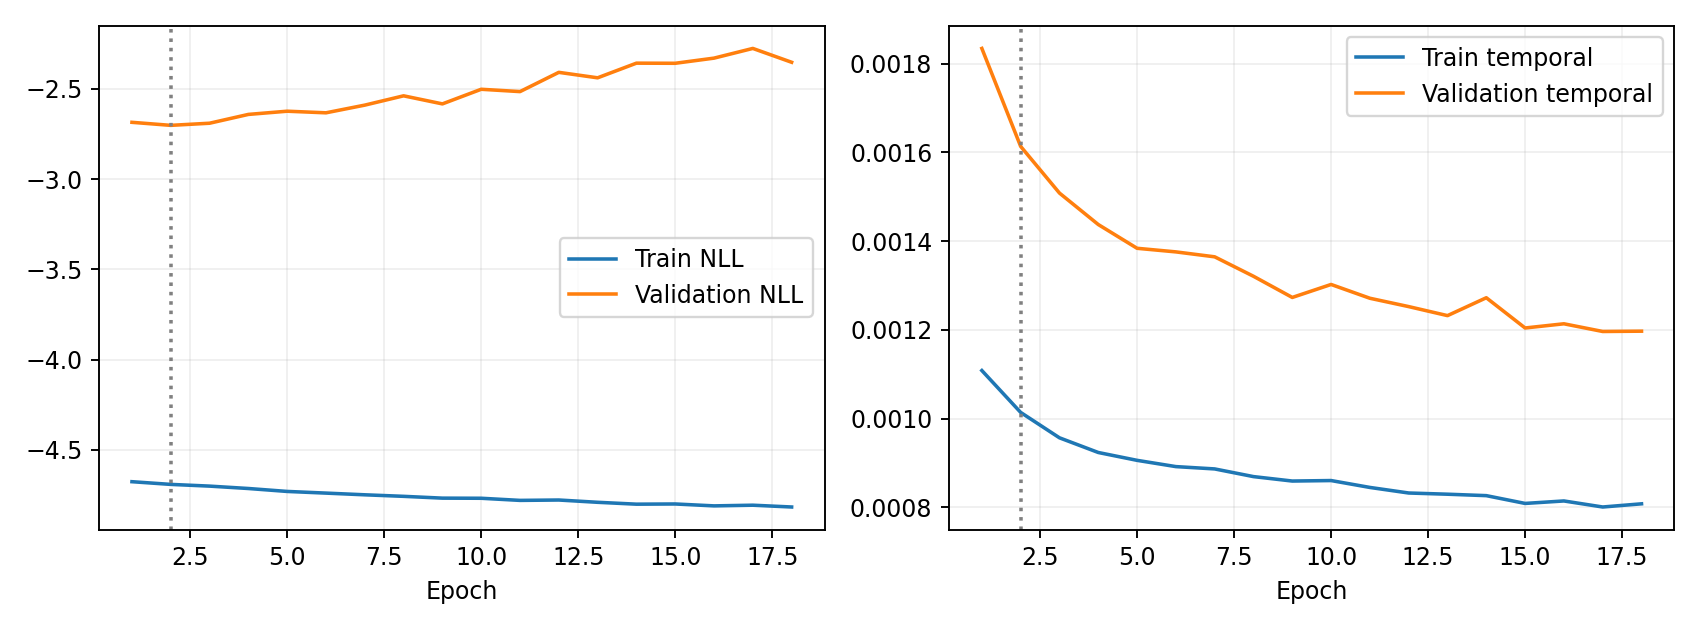 −2.5
−3.0
−3.5
−4.0
−4.5
Train NLL
Validation NLL
2.5 5.0 7.5 10.0 12.5 15.0 17.5
Epoch
0.0018
0.0016
0.0014
0.0012
0.0010
0.0008
Train temporal
Validation temporal
2.5 5.0 7.5 10.0 12.5 15.0 17.5
Epoch